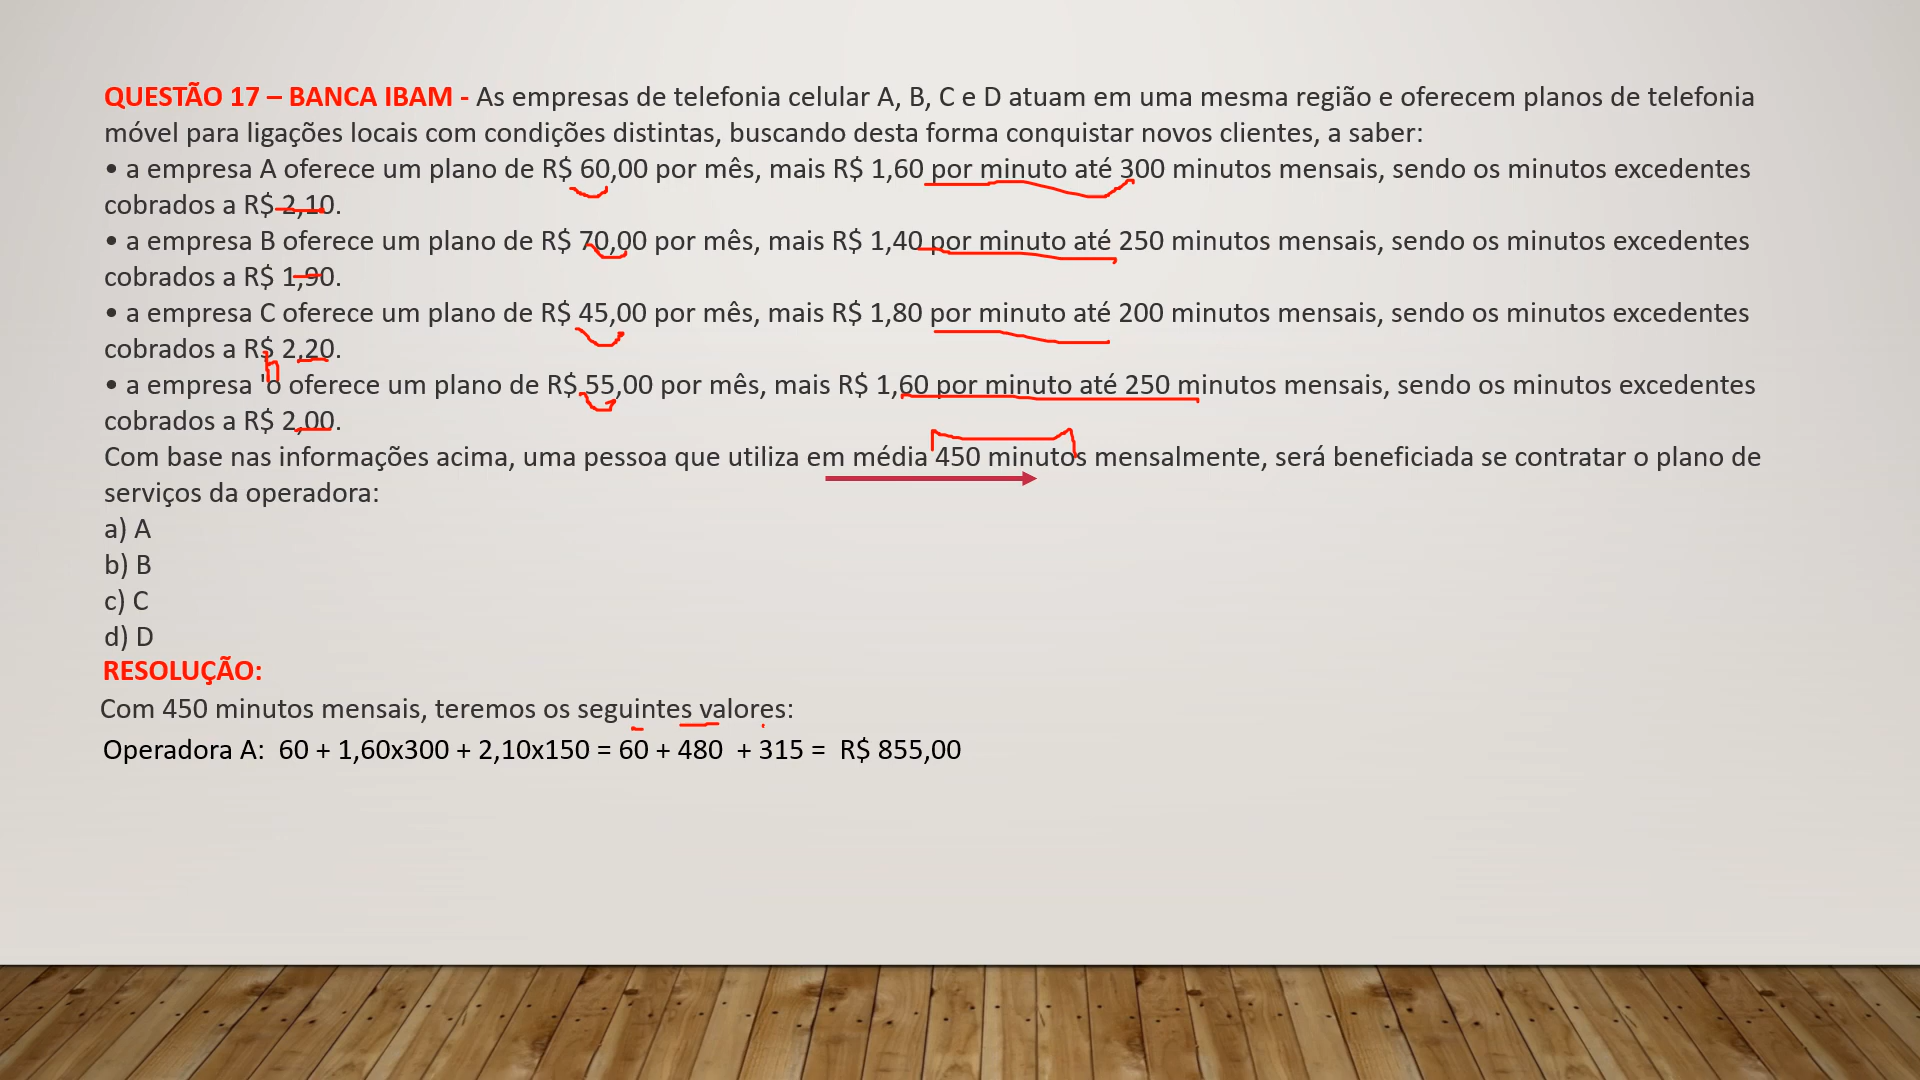 QUESTÃO 17 – BANCA IBAM - As empresas de telefonia celular A, B, C e D atuam em uma mesma região e oferecem planos de telefonia
móvel para ligações locais com condições distintas, buscando desta forma conquistar novos clientes, a saber:
• a empresa A oferece um plano de R$ 60,00 por mês, mais R$ 1,60 por minuto até 300 minutos mensais, sendo os minutos excedentes
cobrados a R$ 2,10.
• a empresa B oferece um plano de R$ 70,00 por mês, mais R$ 1,40 por minuto até 250 minutos mensais, sendo os minutos excedentes
cobrados a R$ 1,90.
• a empresa C oferece um plano de R$ 45,00 por mês, mais R$ 1,80 por minuto até 200 minutos mensais, sendo os minutos excedentes
cobrados a R$ 2,20.
• a empresa 'o oferece um plano de R$ 55,00 por mês, mais R$ 1,60 por minuto até 250 minutos mensais, sendo os minutos excedentes
cobrados a R$ 2,00.
Com base nas informações acima, uma pessoa que utiliza em média 450 minutos mensalmente, será beneficiada se contratar o plano de
serviços da operadora:
a) A
b) B
c) C
d) D
RESOLUÇÃO:
Com 450 minutos mensais, teremos os seguintes valores:
Operadora A: 60 + 1,60x300 + 2,10x150 = 60 + 480 + 315 = R$ 855,00